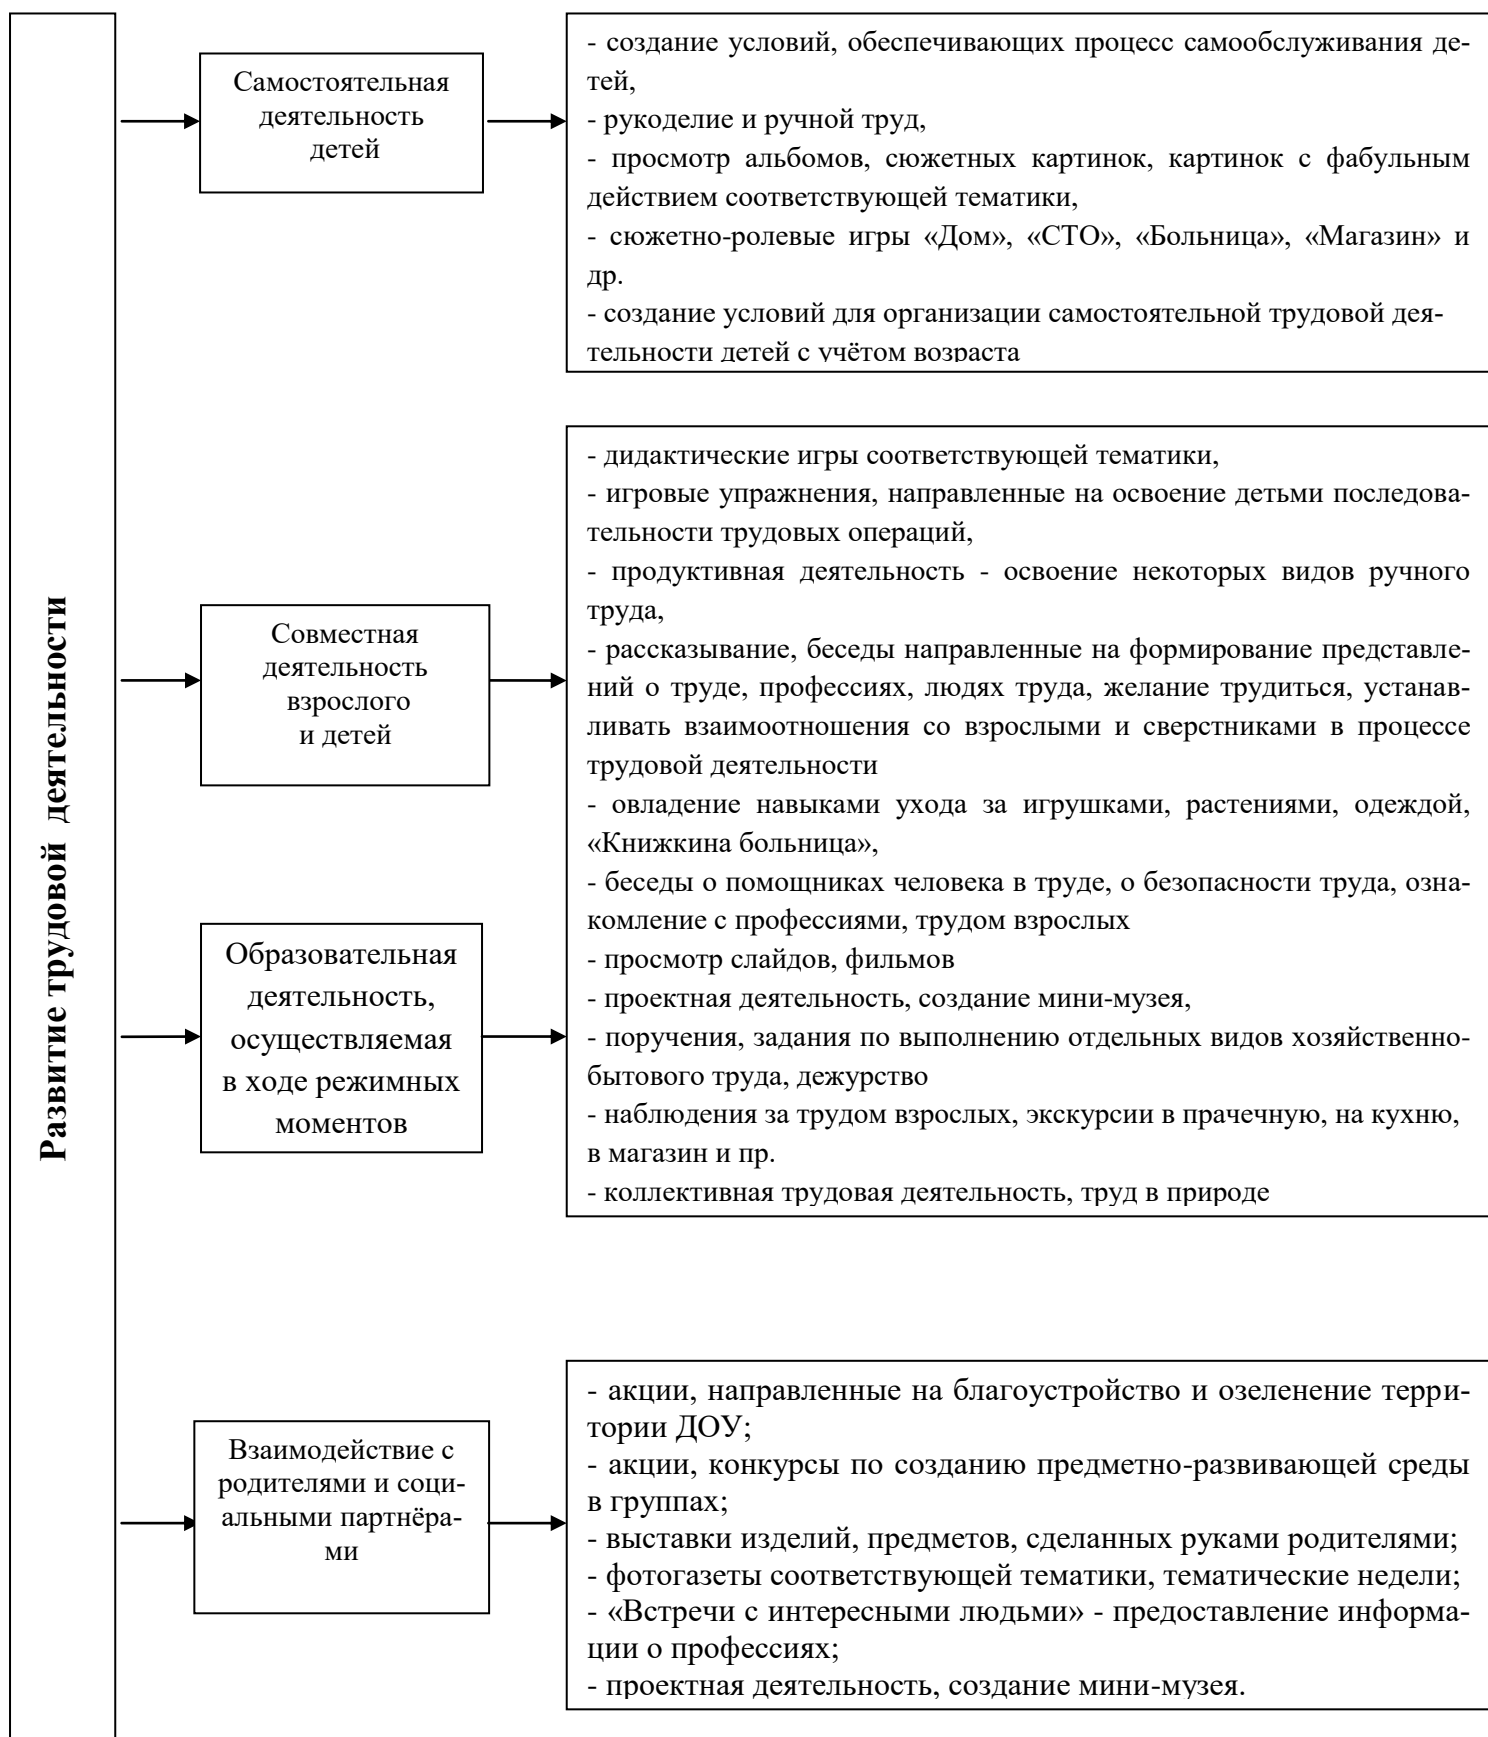 Развитие трудовой деятельности
Самостоятельная
деятельность
детей
- создание условий, обеспечивающих процесс самообслуживания де-
тей,
- рукоделие и ручной труд,
- просмотр альбомов, сюжетных картинок, картинок с фабульным
действием соответствующей тематики,
- сюжетно-ролевые игры «Дом», «СТО», «Больница», «Магазин» и
др.
- создание условий для организации самостоятельной трудовой дея-
тельности детей с учётом возраста
Совместная
деятельность
взрослого
и детей
Образовательная
деятельность,
осуществляемая
в ходе режимных
моментов
- дидактические игры соответствующей тематики,
- игровые упражнения, направленные на освоение детьми последова-
тельности трудовых операций,
- продуктивная деятельность - освоение некоторых видов ручного
труда,
- рассказывание, беседы направленные на формирование представле-
ний о труде, профессиях, людях труда, желание трудиться, устанав-
ливать взаимоотношения со взрослыми и сверстниками в процессе
трудовой деятельности
- овладение навыками ухода за игрушками, растениями, одеждой,
«Книжкина больница»,
- беседы о помощниках человека в труде, о безопасности труда, озна-
комление с профессиями, трудом взрослых
- просмотр слайдов, фильмов
- проектная деятельность, создание мини-музея,
- поручения, задания по выполнению отдельных видов хозяйственно-
бытового труда, дежурство
- наблюдения за трудом взрослых, экскурсии в прачечную, на кухню,
в магазин и пр.
- коллективная трудовая деятельность, труд в природе
Взаимодействие с
родителями и соци-
альными партнёра-
ми
- акции, направленные на благоустройство и озеленение терри-
тории ДОУ;
- акции, конкурсы по созданию предметно-развивающей среды
в группах;
- выставки изделий, предметов, сделанных руками родителями;
- фотогазеты соответствующей тематики, тематические недели;
- «Встречи с интересными людьми» - предоставление информа-
ции о профессиях;
- проектная деятельность, создание мини-музея.